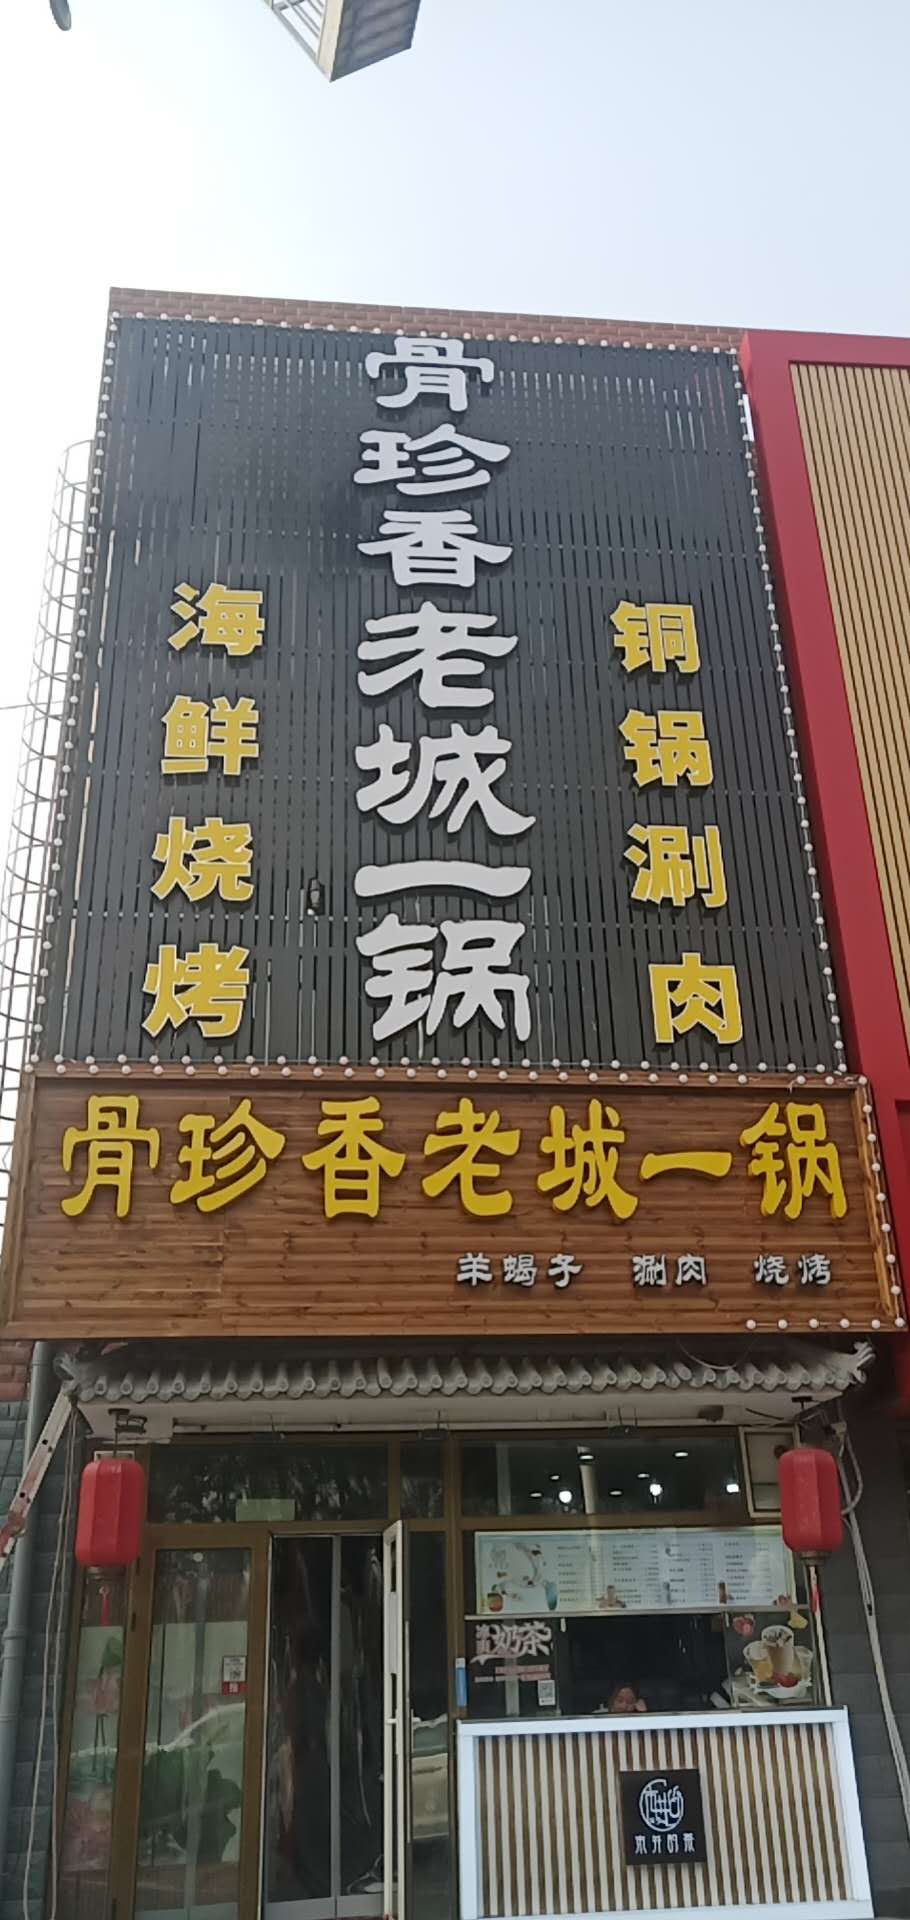 骨珍香老城一锅
海鲜烧烤
铜锅涮肉
骨珍香老城一锅
羊蝎子 涮肉 烧烤
奶茶